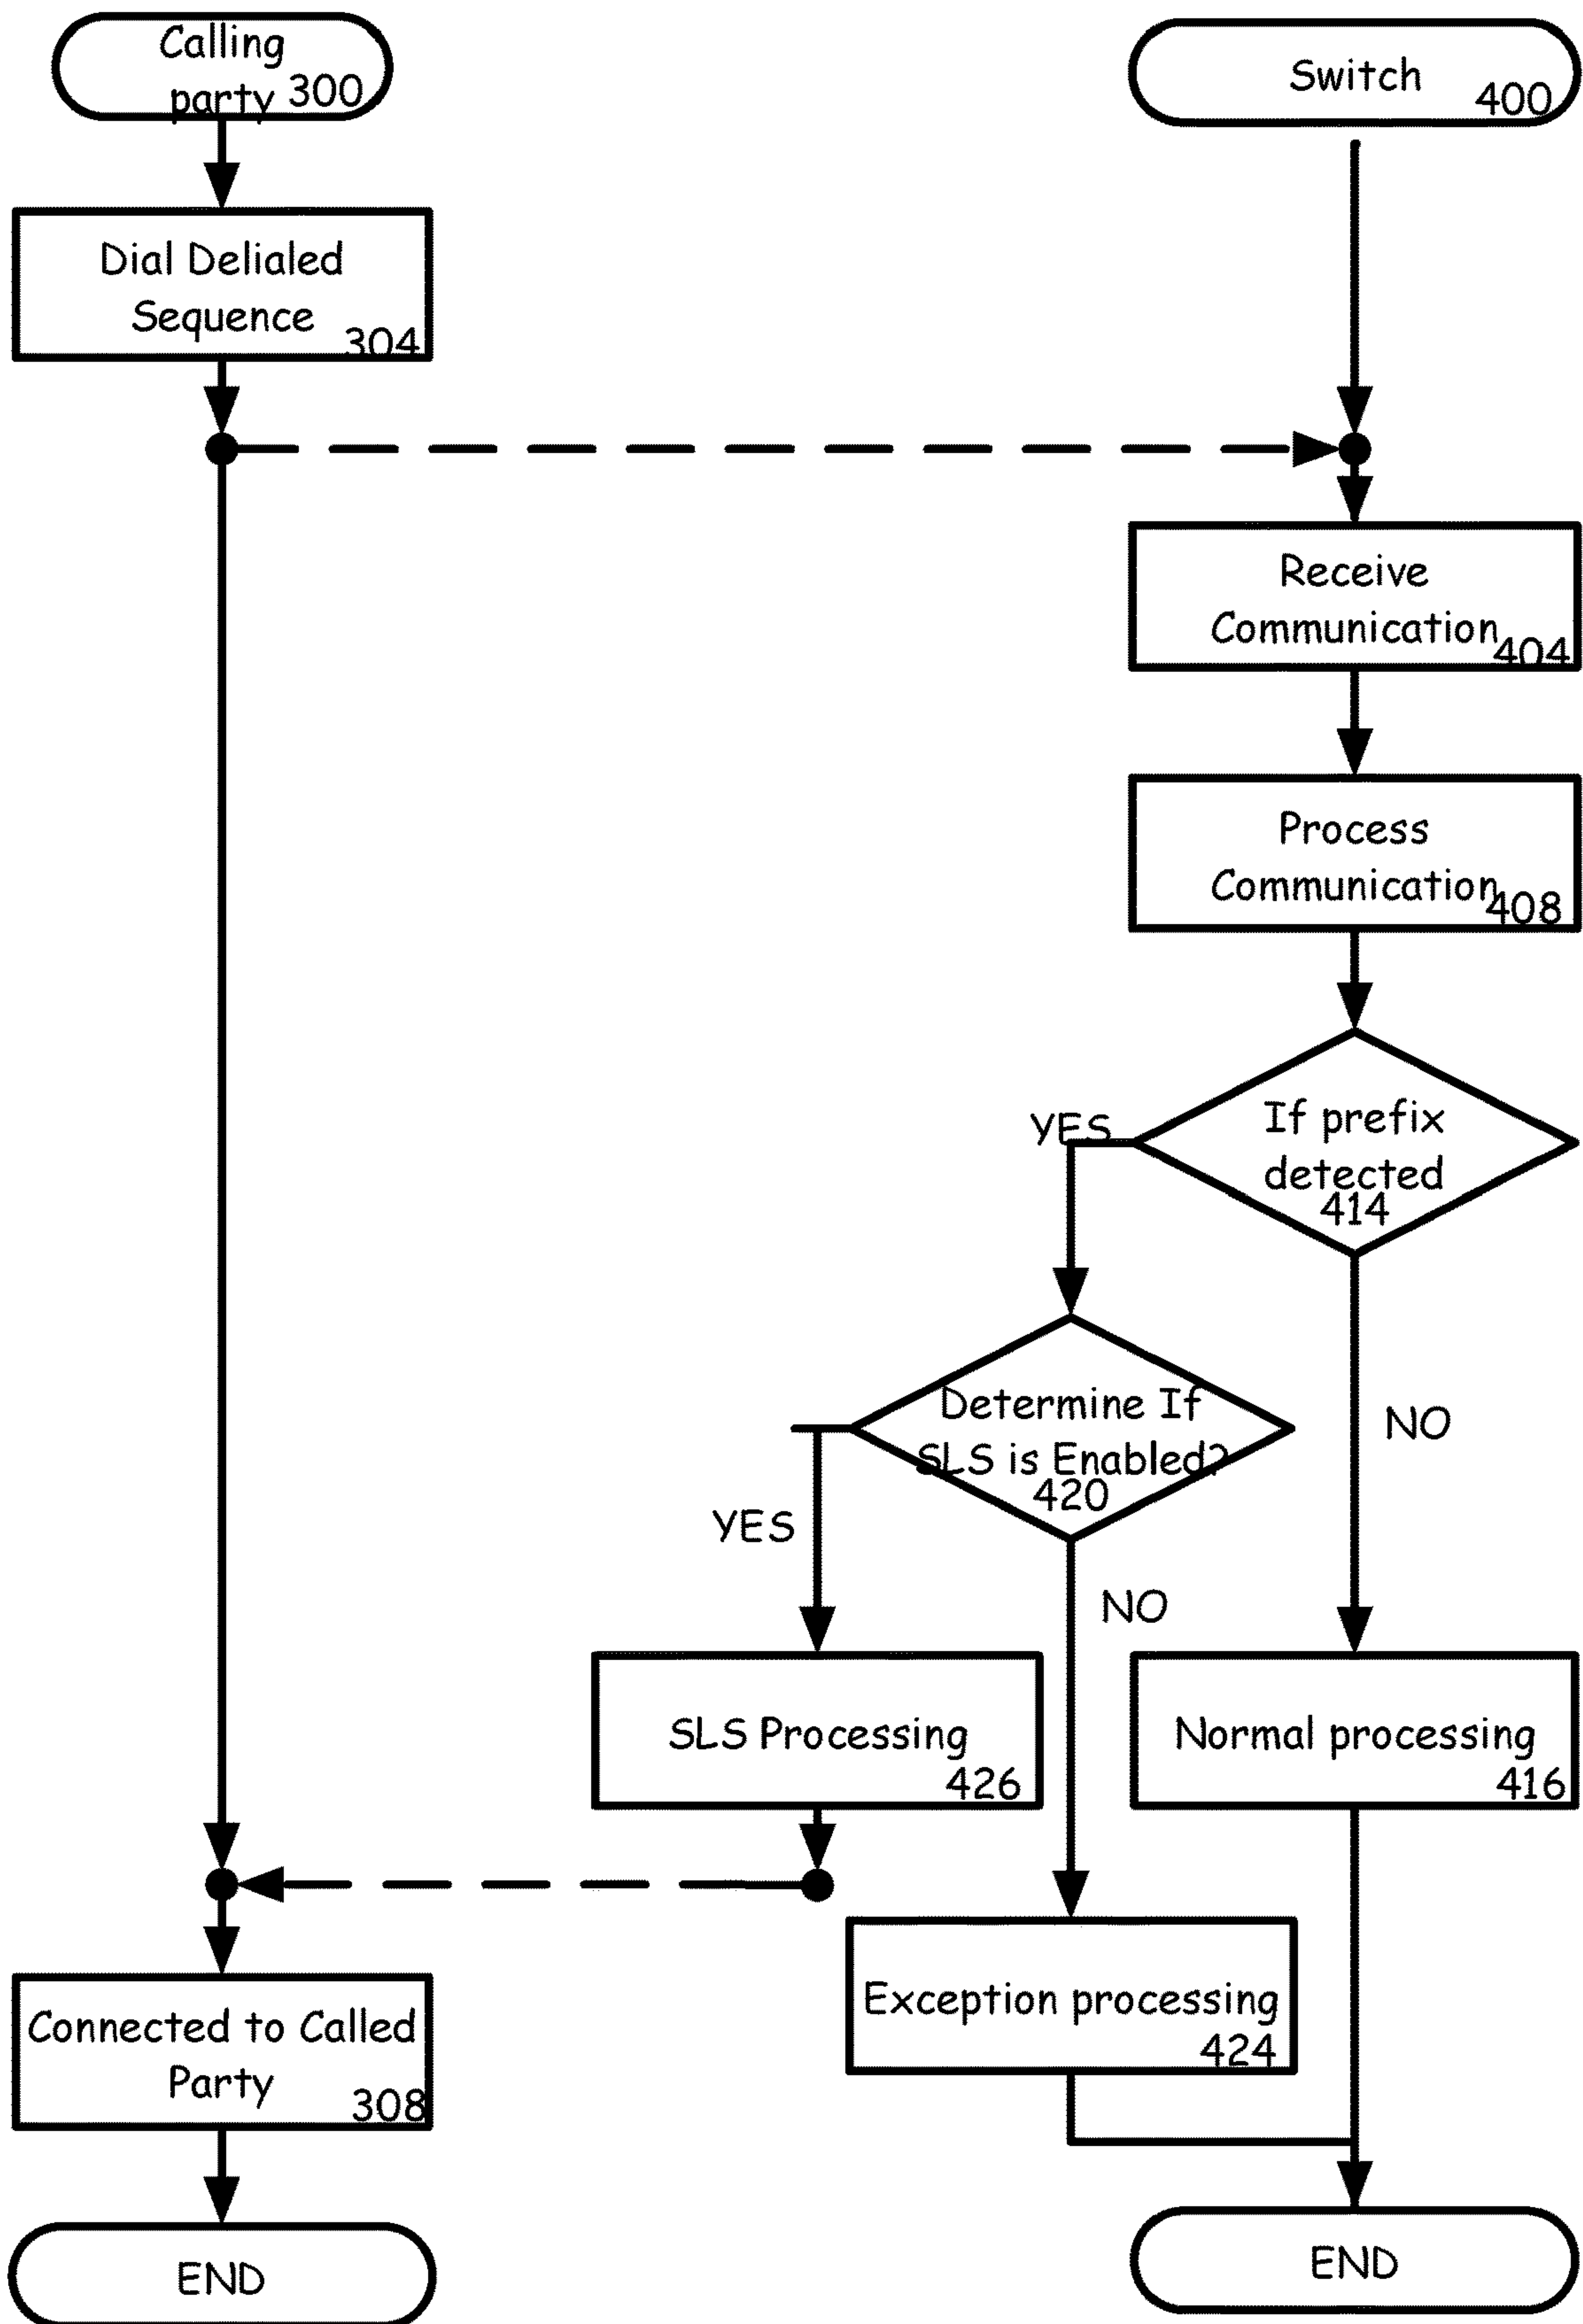 Calling
party 300
Switch
400
Dial Delialed
Sequence
304
Receive
Communication
404
Process
Communication
408
YES
If prefix
detected
414
Determine If
SLS is Enabled?
420
NO
YES
NO
SLS Processing
426
Normal processing
416
Exception processing
424
Connected to Called
Party
308
END
END